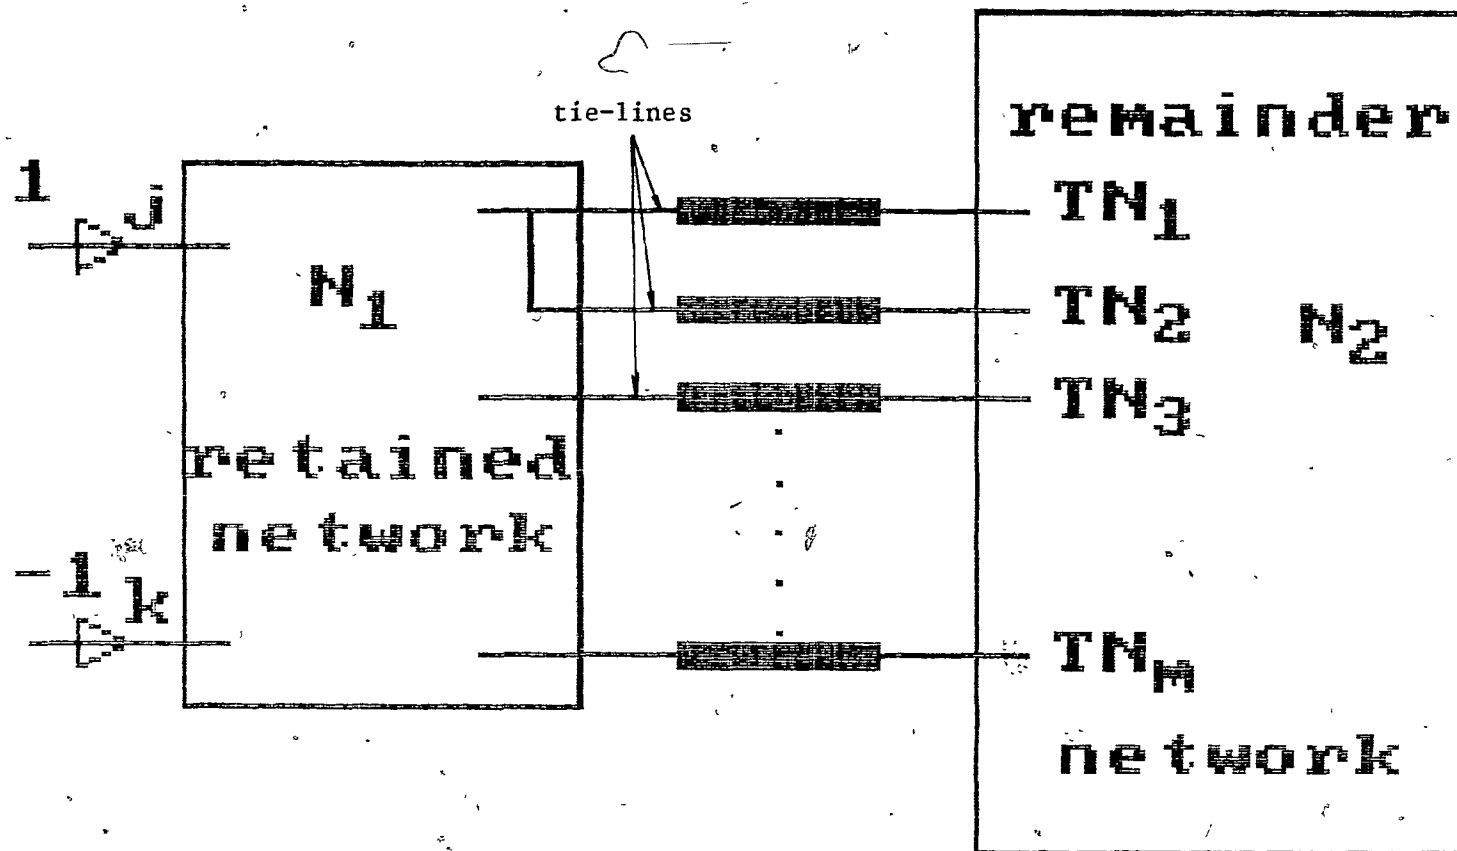 tie-lines
remainder
1
j
TN1
N1
TN2
N2
TN3
retained
network
-1
k
TNM
network